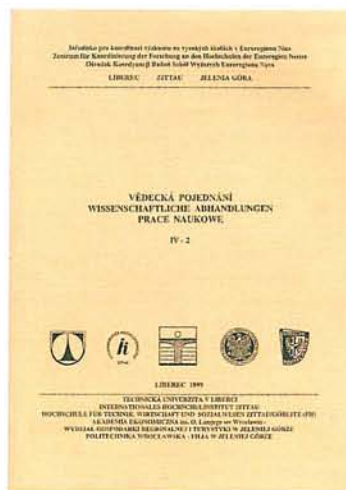 Středisko pro koordinaci výzkumu na vysokých školách v Euroregionu Nisa
Zentrum für Koordinierung der Forschung an den Hochschulen der Euroregion Neisse
Ośrodek Koordynacji Badań Szkół Wyższych Euroregionu Nysa
LIBEREC ZITTAU JELENIA GÓRA
VĚDECKÁ POJEDNÁNÍ
WISSENSCHAFTLICHE ABHANDLUNGEN
PRACE NAUKOWE
IV - 2
LIBEREC 1999
TECHNICKÁ UNIVERZITA V LIBERCI
INTERNATIONALES HOCHSCHULINSTITUT ZITTAU
HOCHSCHULE FÜR TECHNIK, WIRTSCHAFT UND SOZIALWESEN ZITTAU/GÖRLITZ (FH)
AKADEMIA EKONOMICZNA im. O. Langego we Wrocławiu -
WYDZIAŁ GOSPODARKI REGIONALNEJ I TURYSTYKI W JELENIEJ GÓRZE
POLITECHNIKA WROCŁAWSKA - FILIA W JELENIEJ GÓRZE